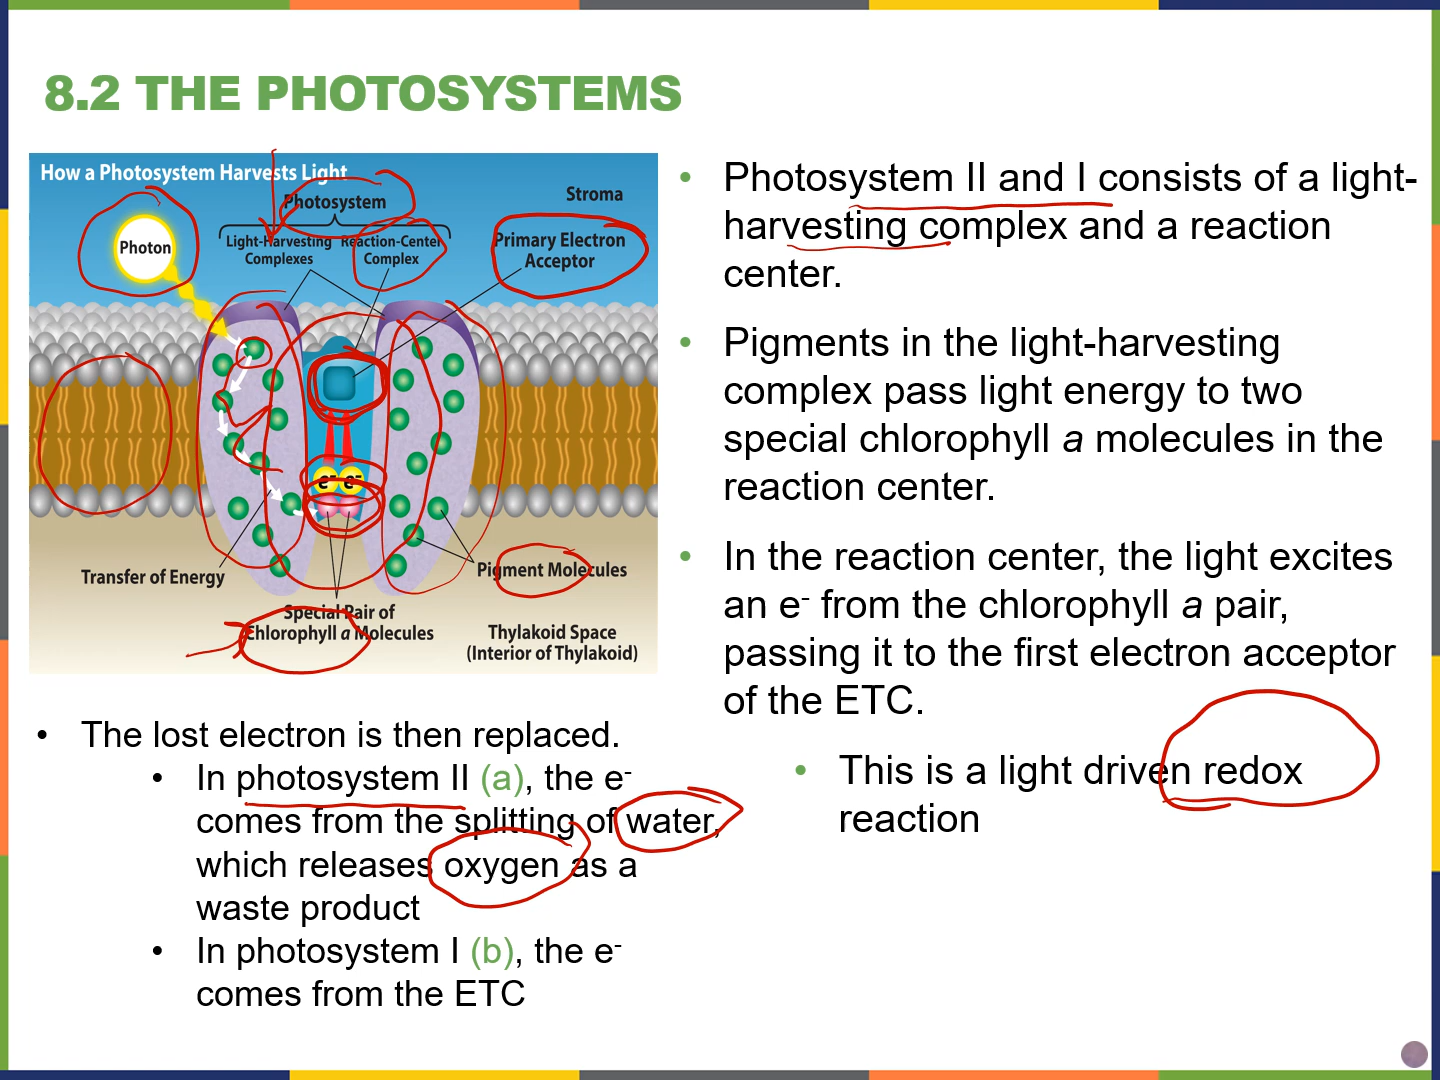 8.2 THE PHOTOSYSTEMS
How a Photosystem Harvests Light
Photosystem
Stroma
Photon
Light-Harvesting
Complexes
Reaction-Center
Complex
Primary Electron
Acceptor
e- e-
Transfer of Energy
Pigment Molecules
Special Pair of
Chlorophyll a Molecules
Thylakoid Space
(Interior of Thylakoid)
• The lost electron is then replaced.
• In photosystem II (a), the e-
comes from the splitting of water,
which releases oxygen as a
waste product
• In photosystem I (b), the e-
comes from the ETC
• Photosystem II and I consists of a light-
harvesting complex and a reaction
center.
• Pigments in the light-harvesting
complex pass light energy to two
special chlorophyll a molecules in the
reaction center.
• In the reaction center, the light excites
an e- from the chlorophyll a pair,
passing it to the first electron acceptor
of the ETC.
• This is a light driven redox
reaction